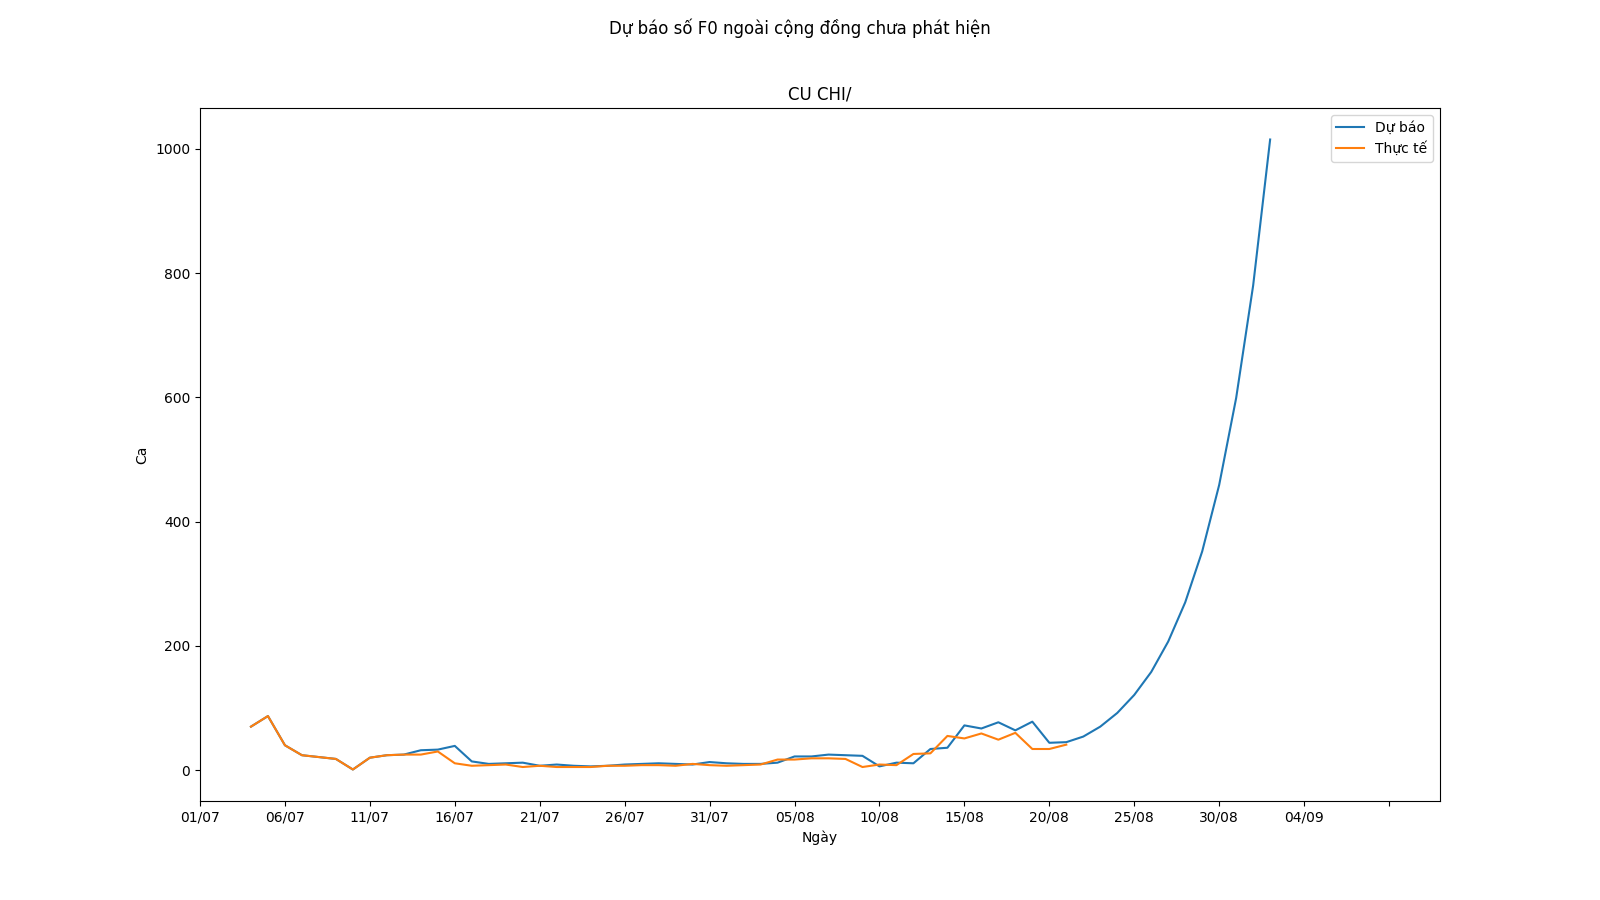 Dự báo số F0 ngoài cộng đồng chưa phát hiện
CU CHI/
Dự báo
Thực tế
1000
800
600
400
200
0
Ca
01/07 06/07 11/07 16/07 21/07 26/07 31/07 05/08 10/08 15/08 20/08 25/08 30/08 04/09
Ngày